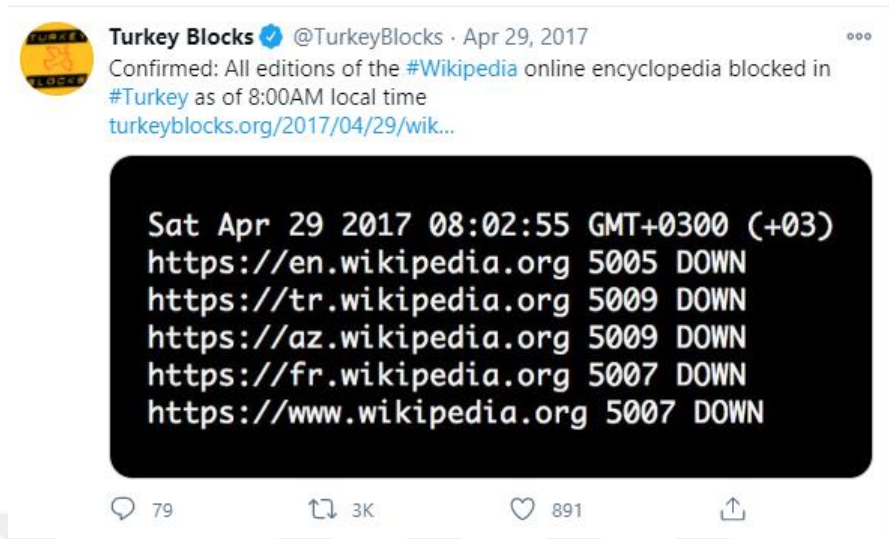 TURKEY
BLOCKS
Turkey Blocks @TurkeyBlocks · Apr 29, 2017
Confirmed: All editions of the #Wikipedia online encyclopedia blocked in
#Turkey as of 8:00AM local time
turkeyblocks.org/2017/04/29/wik...
Sat Apr 29 2017 08:02:55 GMT+0300 (+03)
https://en.wikipedia.org 5005 DOWN
https://tr.wikipedia.org 5009 DOWN
https://az.wikipedia.org 5009 DOWN
https://fr.wikipedia.org 5007 DOWN
https://www.wikipedia.org 5007 DOWN
79 3K 891